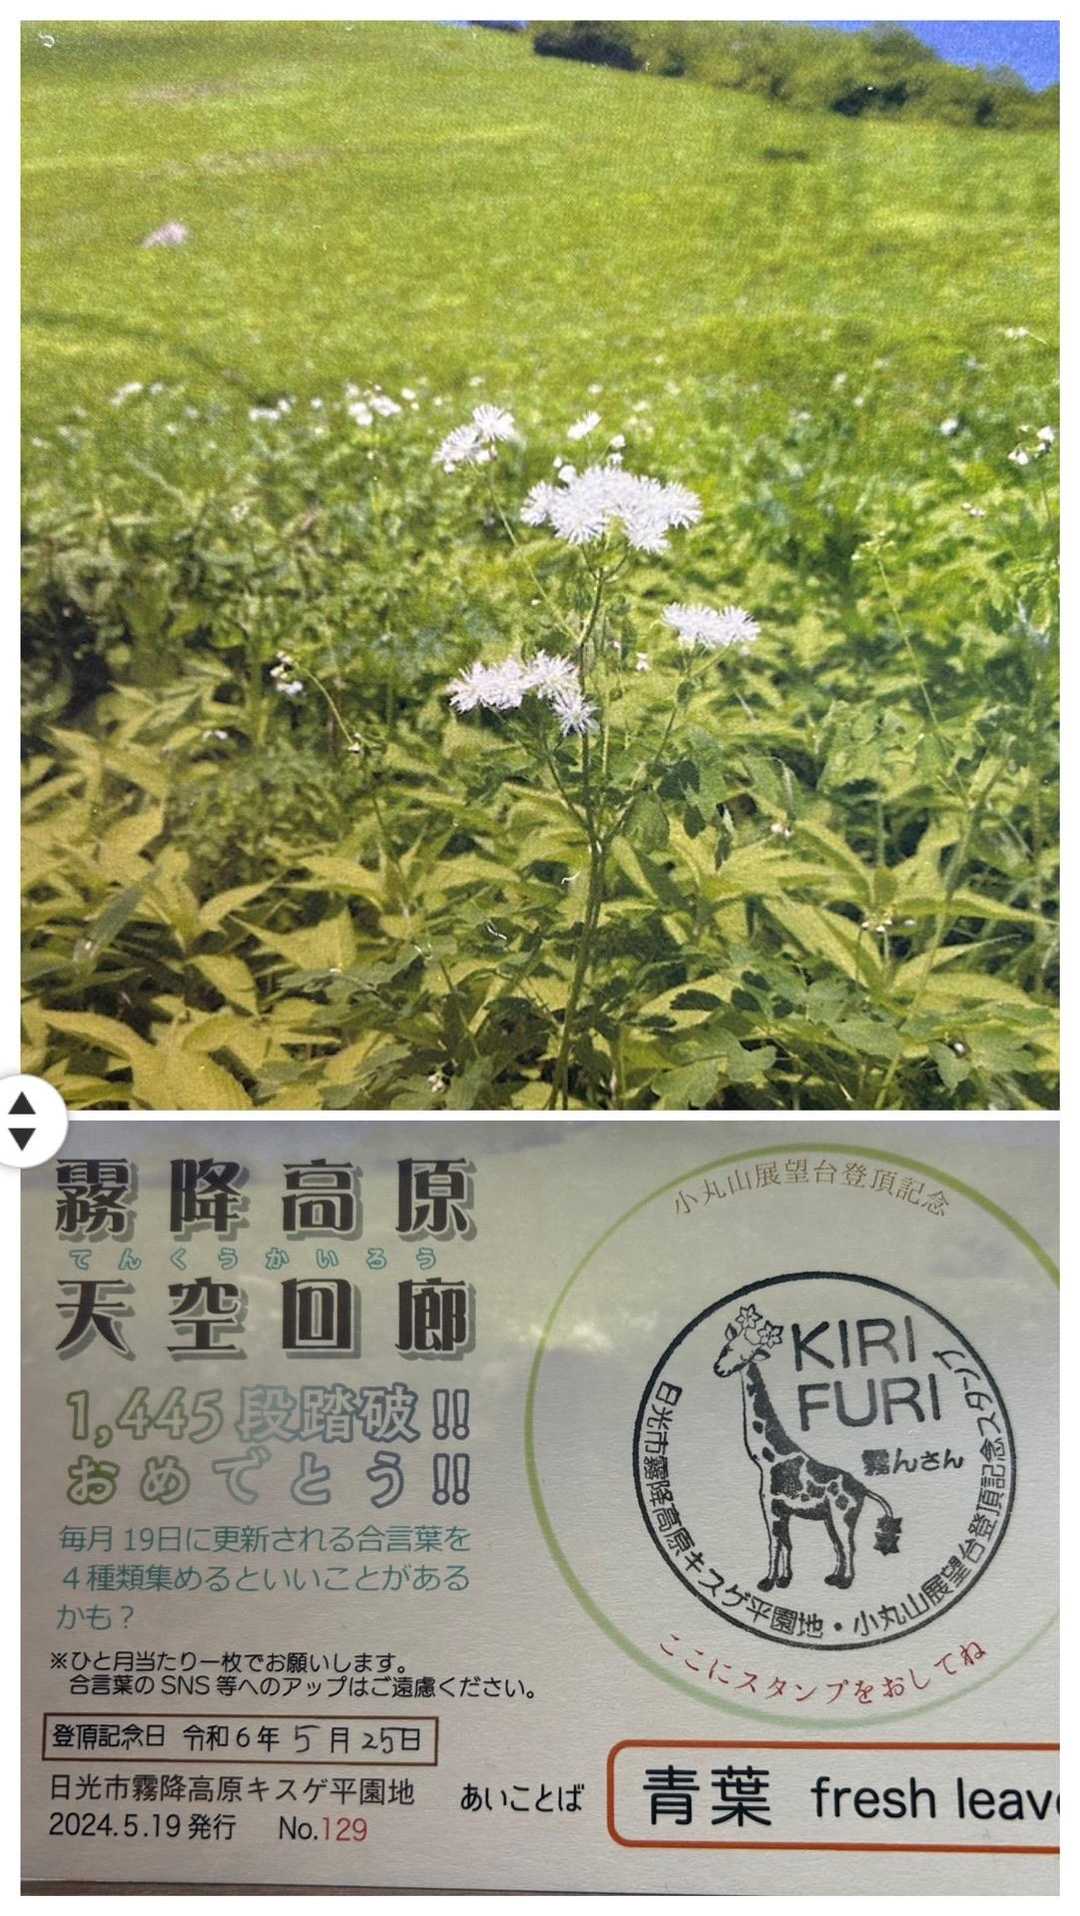 霧降高原
てんくうかいろう
天空回廊
1,445段踏破!!
おめでとう!!
毎月19日に更新される合言葉を
4種類集めるといいことがある
かも?
※ひと月当たり一枚でお願いします。
合言葉のSNS等へのアップはご遠慮ください。
登頂記念日 令和6年 5月25日
日光市霧降高原キスゲ平園地
2024.5.19発行 No.129
小丸山展望台登頂記念
KIRI
FURI
霧んさん
日光市霧降高原キスゲ平園地・小丸山展望台登頂記念スタンプ
ここにスタンプをおしてね
あいことば
青葉 fresh leave